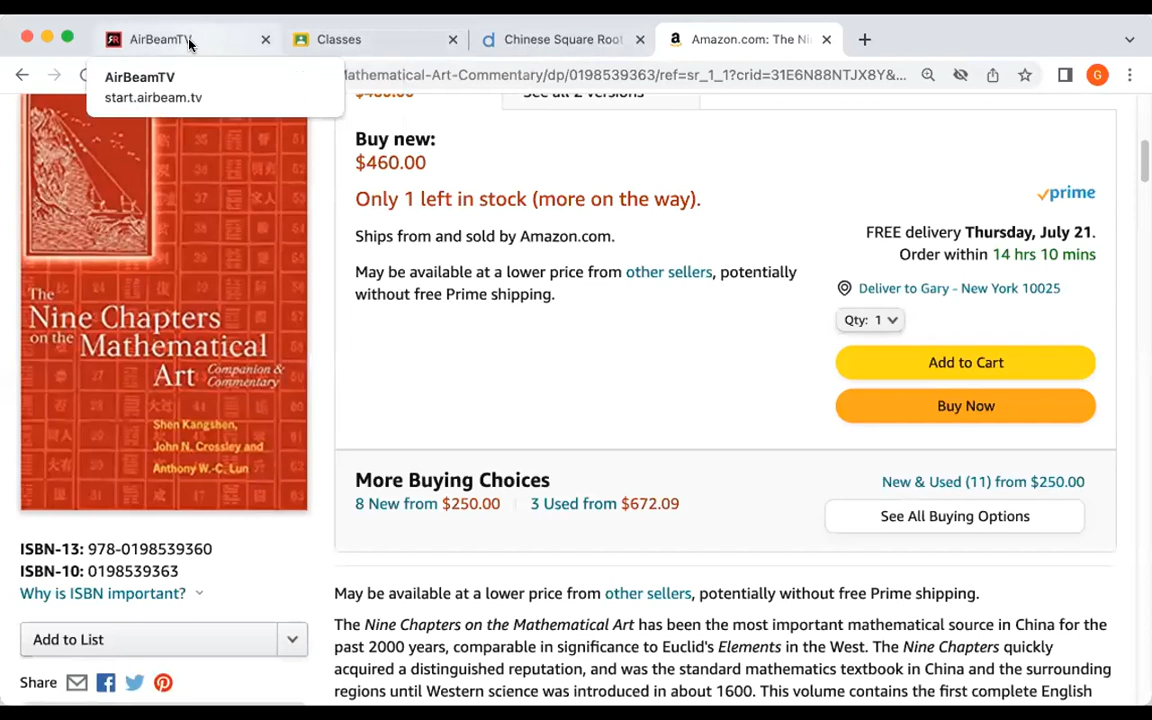 AirBeamTV
Classes
Chinese Square Root
Amazon.com: The Ni
AirBeamTV
start.airbeam.tv
Mathematical-Art-Commentary/dp/0198539363/ref=sr_1_1?crid=31E6N88NTJX8Y&...
G
See all 2 versions
Buy new:
$460.00
Only 1 left in stock (more on the way).
Ships from and sold by Amazon.com.
May be available at a lower price from other sellers, potentially
without free Prime shipping.
prime
FREE delivery Thursday, July 21.
Order within 14 hrs 10 mins
Deliver to Gary - New York 10025
Qty: 1
Add to Cart
Buy Now
The
Nine Chapters
on the Mathematical
Art Companion &
Commentary
Shen Kangshen,
John N. Crossley and
Anthony W.-C. Lun
More Buying Choices
8 New from $250.00
3 Used from $672.09
New & Used (11) from $250.00
See All Buying Options
ISBN-13: 978-0198539360
ISBN-10: 0198539363
Why is ISBN important?
Add to List
Share
May be available at a lower price from other sellers, potentially without free Prime shipping.
The Nine Chapters on the Mathematical Art has been the most important mathematical source in China for the
past 2000 years, comparable in significance to Euclid's Elements in the West. The Nine Chapters quickly
acquired a distinguished reputation, and was the standard mathematics textbook in China and the surrounding
regions until Western science was introduced in about 1600. This volume contains the first complete English